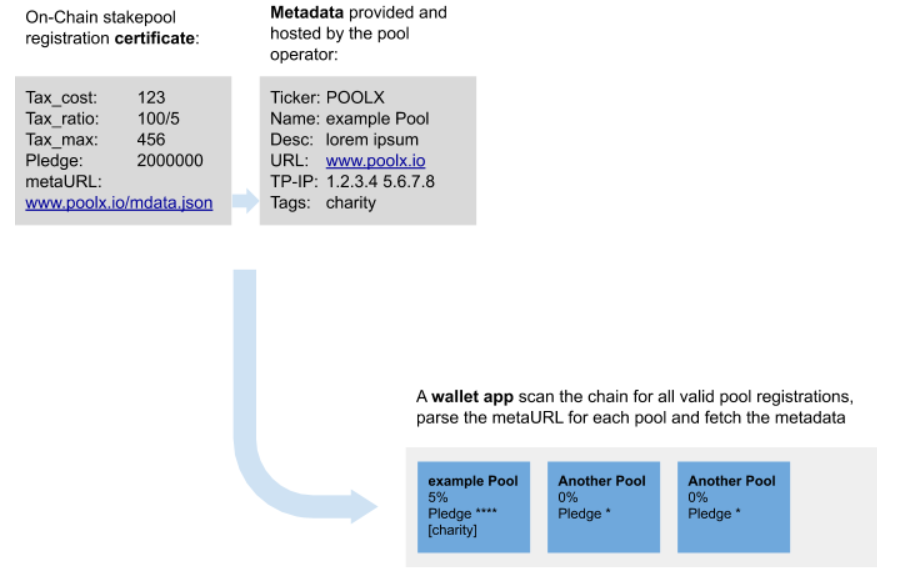 On-Chain stakepool
registration certificate:
Metadata provided and
hosted by the pool
operator:
Tax_cost: 123
Tax_ratio: 100/5
Tax_max: 456
Pledge: 2000000
metaURL:
www.poolx.io/mdata.json
Ticker: POOLX
Name: example Pool
Desc: lorem ipsum
URL: www.poolx.io
TP-IP: 1.2.3.4 5.6.7.8
Tags: charity
A wallet app scan the chain for all valid pool registrations,
parse the metaURL for each pool and fetch the metadata
example Pool
5%
Pledge ****
[charity]
Another Pool
0%
Pledge *
Another Pool
0%
Pledge *